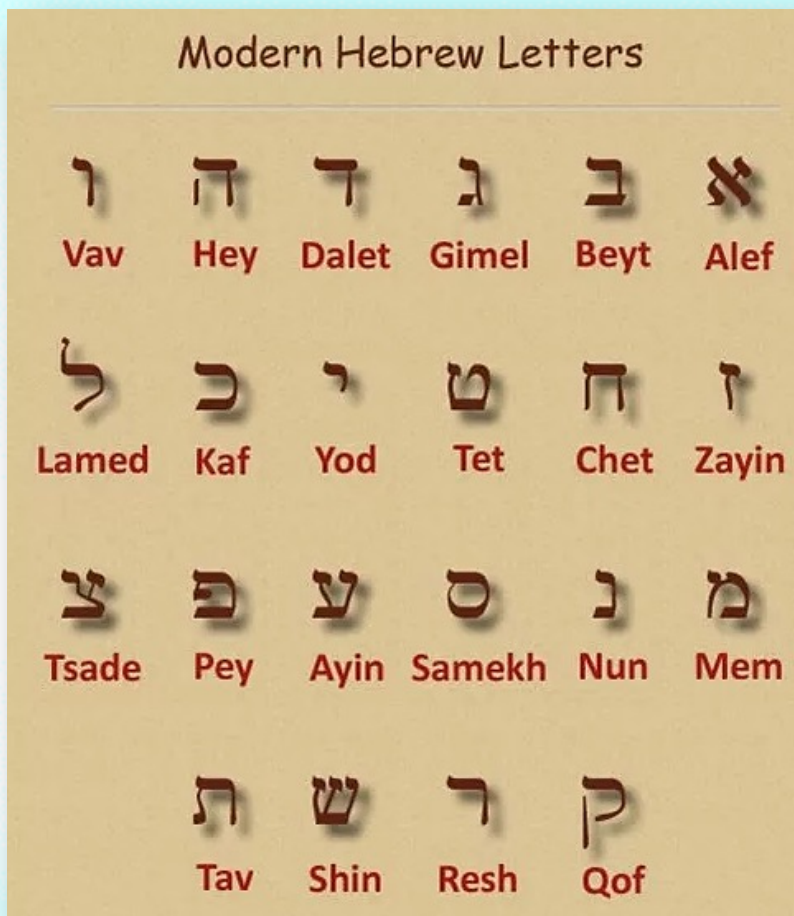 Modern Hebrew Letters
א ב ג ד ה ו
Vav Hey Dalet Gimel Beyt Alef
ז ח ט י כ ל
Lamed Kaf Yod Tet Chet Zayin
מ נ ס ע פ צ
Tsade Pey Ayin Samekh Nun Mem
ק ר ש ת
Tav Shin Resh Qof